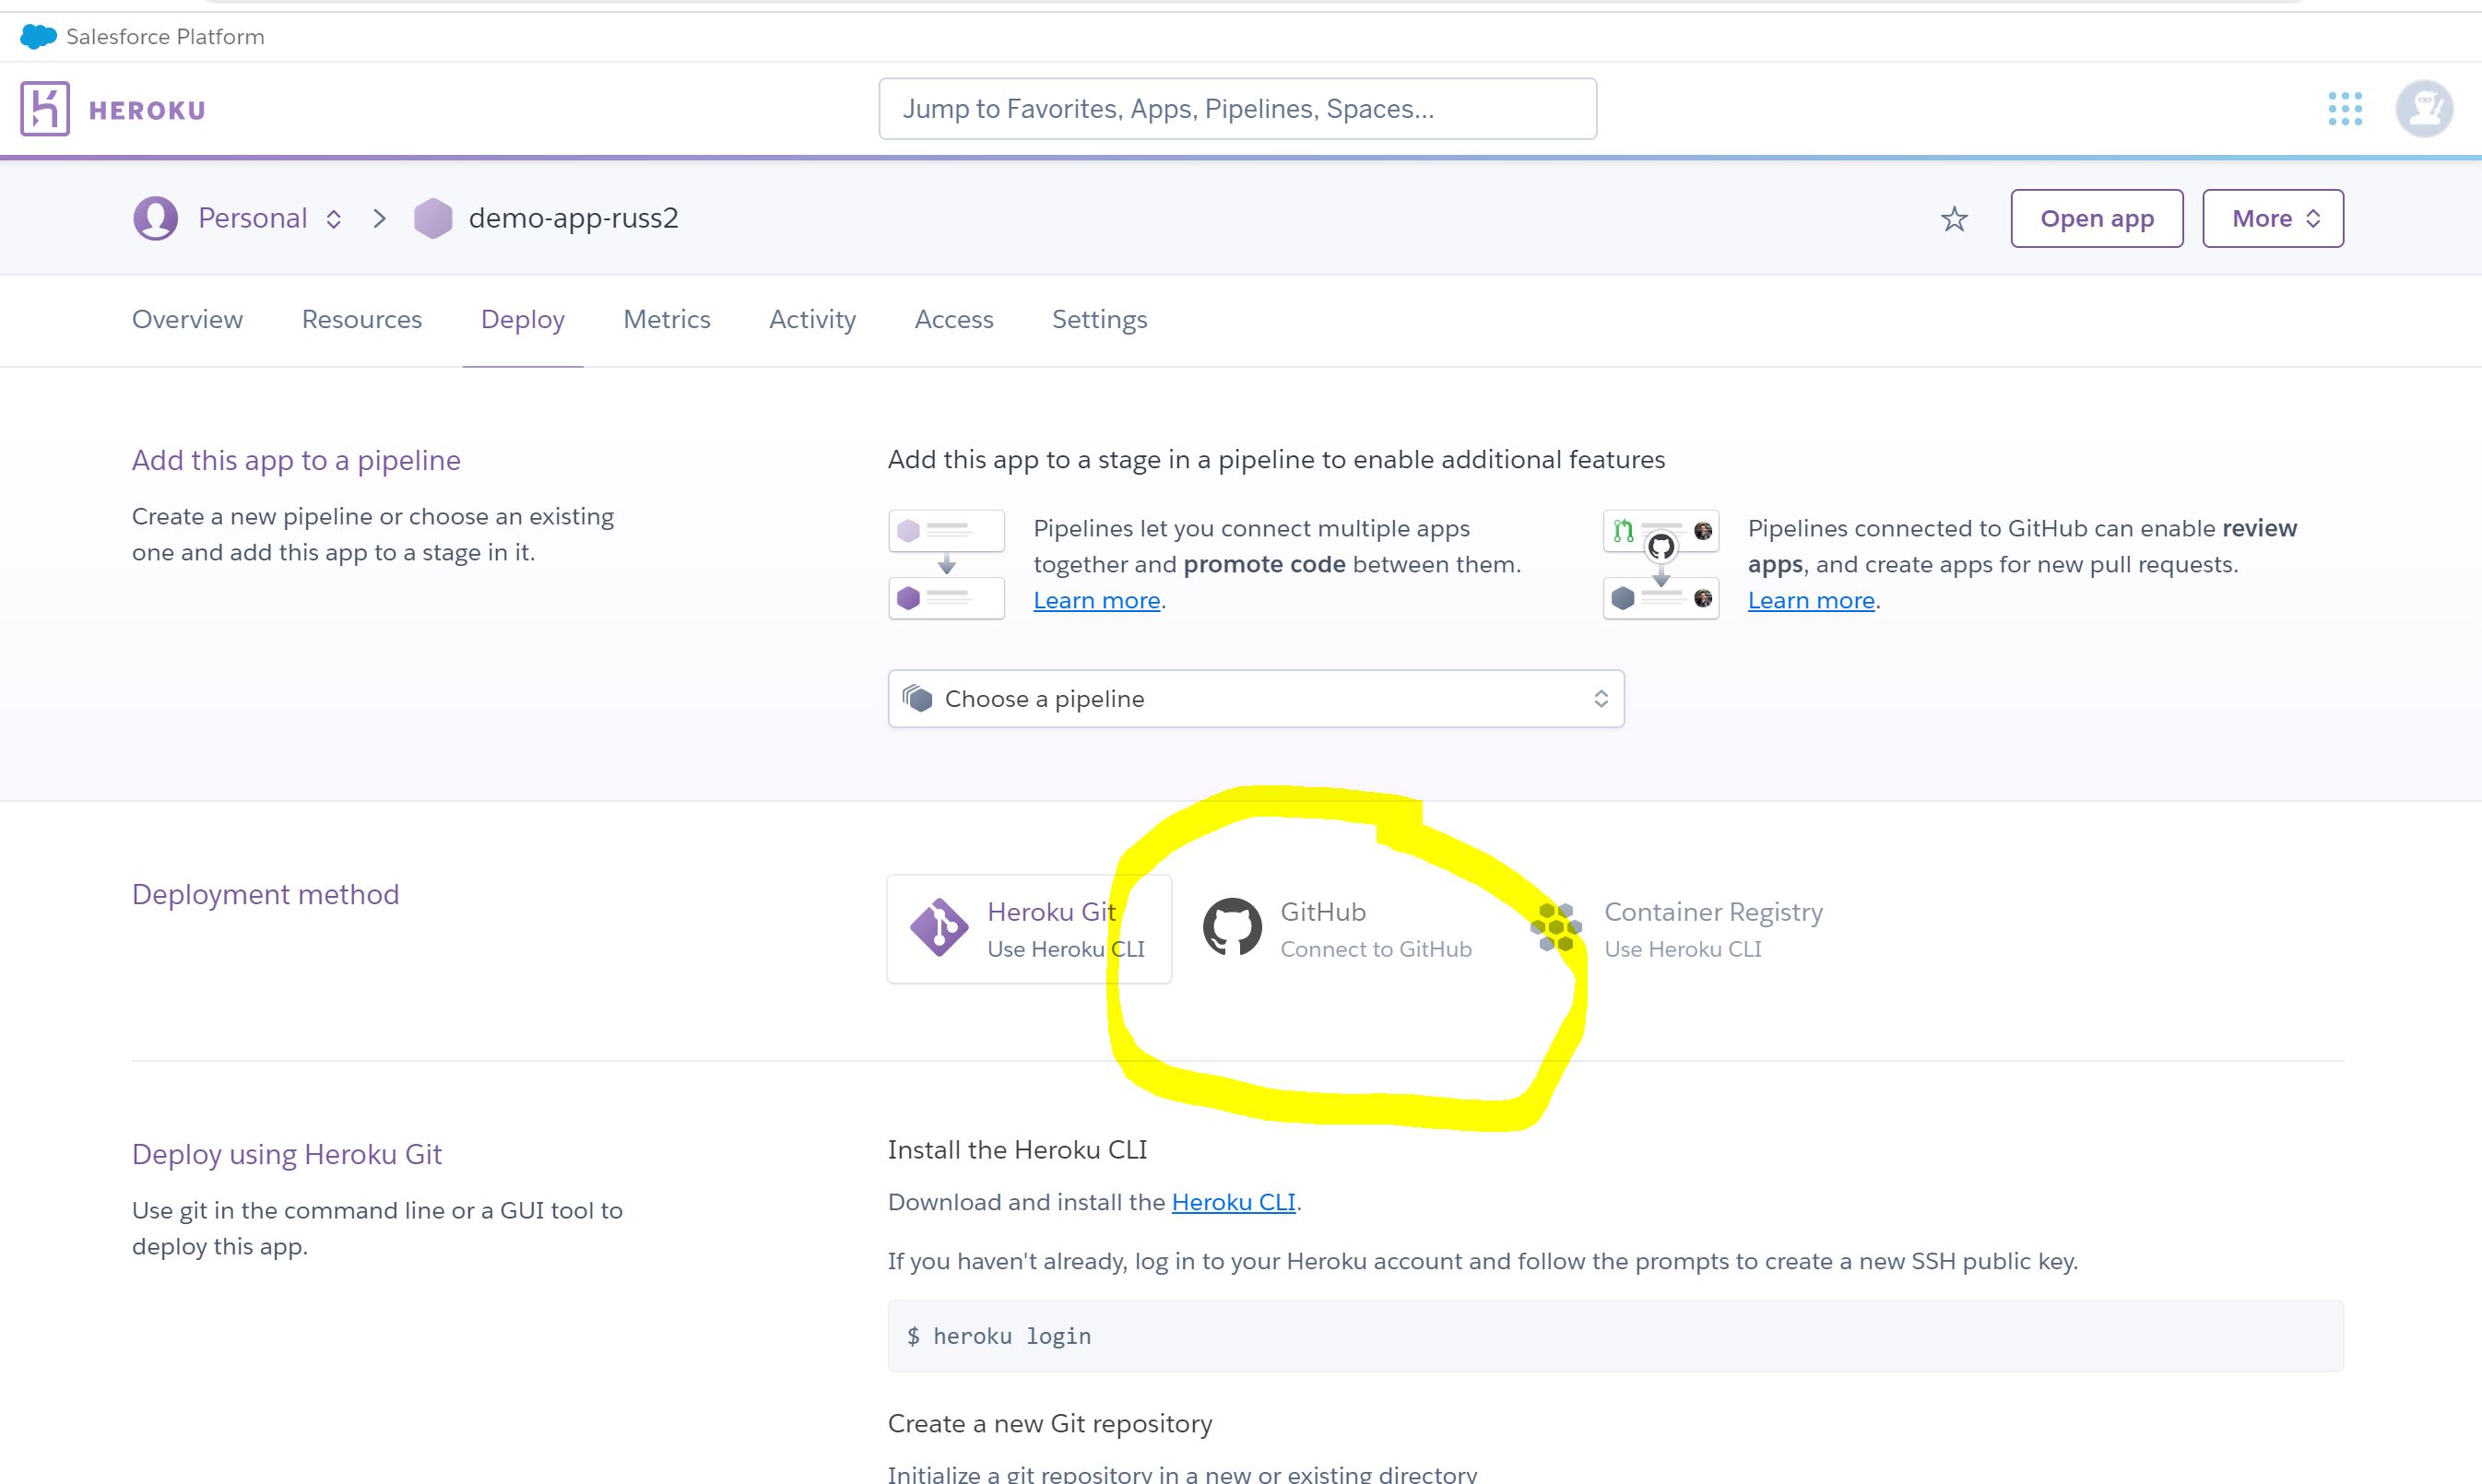 Salesforce Platform
HEROKU
Jump to Favorites, Apps, Pipelines, Spaces...
Personal
demo-app-russ2
Open app
More
Overview
Resources
Deploy
Metrics
Activity
Access
Settings
Add this app to a pipeline
Create a new pipeline or choose an existing
one and add this app to a stage in it.
Add this app to a stage in a pipeline to enable additional features
Pipelines let you connect multiple apps
together and promote code between them.
Learn more.
Pipelines connected to GitHub can enable review
apps, and create apps for new pull requests.
Learn more.
Choose a pipeline
Deployment method
Heroku Git
Use Heroku CLI
GitHub
Connect to GitHub
Container Registry
Use Heroku CLI
Deploy using Heroku Git
Use git in the command line or a GUI tool to
deploy this app.
Install the Heroku CLI
Download and install the Heroku CLI.
If you haven't already, log in to your Heroku account and follow the prompts to create a new SSH public key.
$ heroku login
Create a new Git repository
Initialize a git repository in a new or existing directory